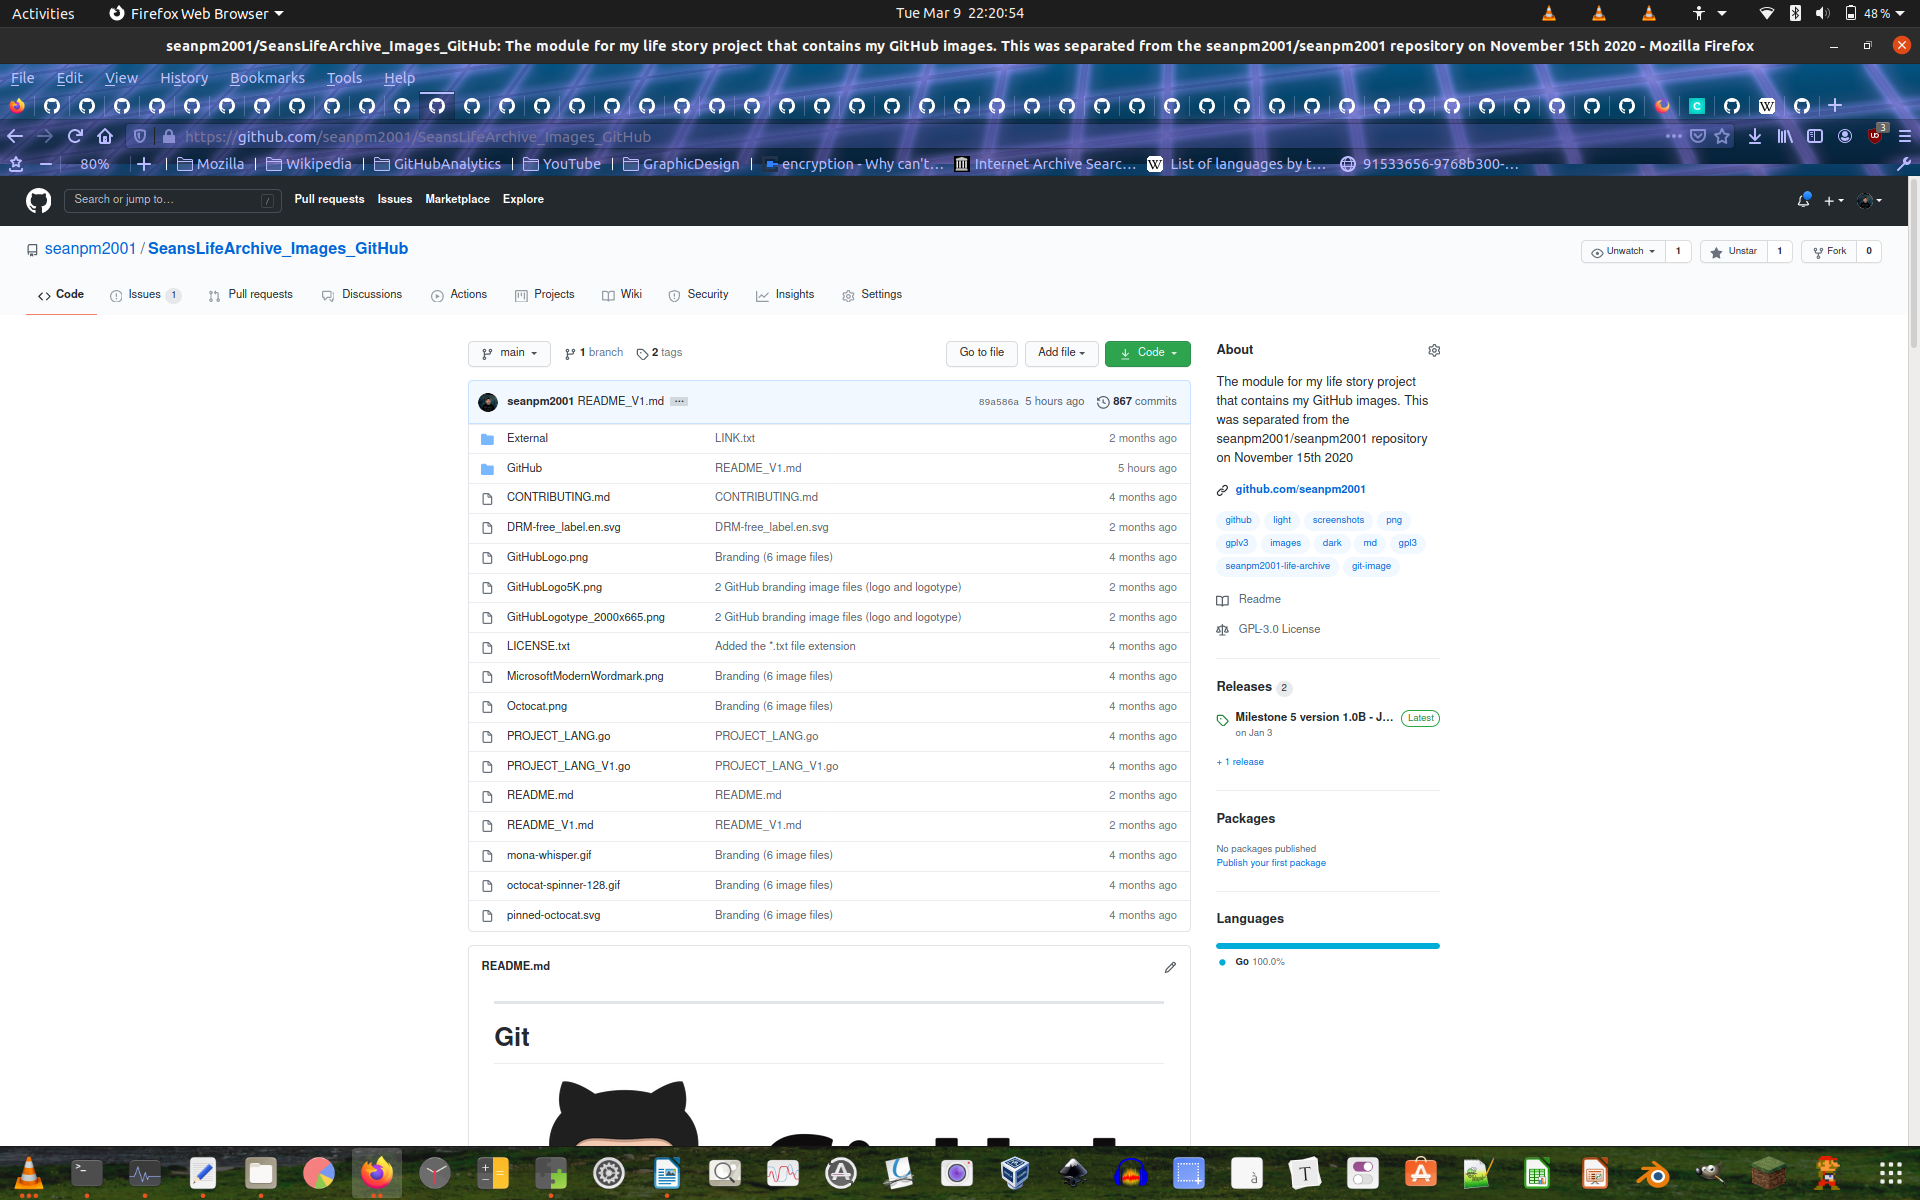 Activities Firefox Web Browser Tue Mar 9 22:20:54 48 %
seanpm2001/SeansLifeArchive_Images_GitHub: The module for my life story project that contains my GitHub images. This was separated from the seanpm2001/seanpm2001 repository on November 15th 2020 - Mozilla Firefox
File Edit View History Bookmarks Tools Help
https://github.com/seanpm2001/SeansLifeArchive_Images_GitHub 3
80% Mozilla Wikipedia GitHubAnalytics YouTube GraphicDesign encryption - Why can't… Internet Archive Searc… List of languages by t… 91533656-9768b300-…
Search or jump to… / Pull requests Issues Marketplace Explore
seanpm2001 / SeansLifeArchive_Images_GitHub Unwatch 1 Unstar 1 Fork 0
Code Issues 1 Pull requests Discussions Actions Projects Wiki Security Insights Settings
main 1 branch 2 tags Go to file Add file Code
seanpm2001 README_V1.md 89a586a 5 hours ago 867 commits
External LINK.txt 2 months ago
GitHub README_V1.md 5 hours ago
CONTRIBUTING.md CONTRIBUTING.md 4 months ago
DRM-free_label.en.svg DRM-free_label.en.svg 2 months ago
GitHubLogo.png Branding (6 image files) 4 months ago
GitHubLogo5K.png 2 GitHub branding image files (logo and logotype) 2 months ago
GitHubLogotype_2000x665.png 2 GitHub branding image files (logo and logotype) 2 months ago
LICENSE.txt Added the *.txt file extension 4 months ago
MicrosoftModernWordmark.png Branding (6 image files) 4 months ago
Octocat.png Branding (6 image files) 4 months ago
PROJECT_LANG.go PROJECT_LANG.go 4 months ago
PROJECT_LANG_V1.go PROJECT_LANG_V1.go 4 months ago
README.md README.md 2 months ago
README_V1.md README_V1.md 2 months ago
mona-whisper.gif Branding (6 image files) 4 months ago
octocat-spinner-128.gif Branding (6 image files) 4 months ago
pinned-octocat.svg Branding (6 image files) 4 months ago
README.md
Git
About
The module for my life story project
that contains my GitHub images. This
was separated from the
seanpm2001/seanpm2001 repository
on November 15th 2020
github.com/seanpm2001
github light screenshots png
gplv3 images dark md gpl3
seanpm2001-life-archive git-image
Readme
GPL-3.0 License
Releases 2
Milestone 5 version 1.0B - J… Latest
on Jan 3
+ 1 release
Packages
No packages published
Publish your first package
Languages
Go 100.0%